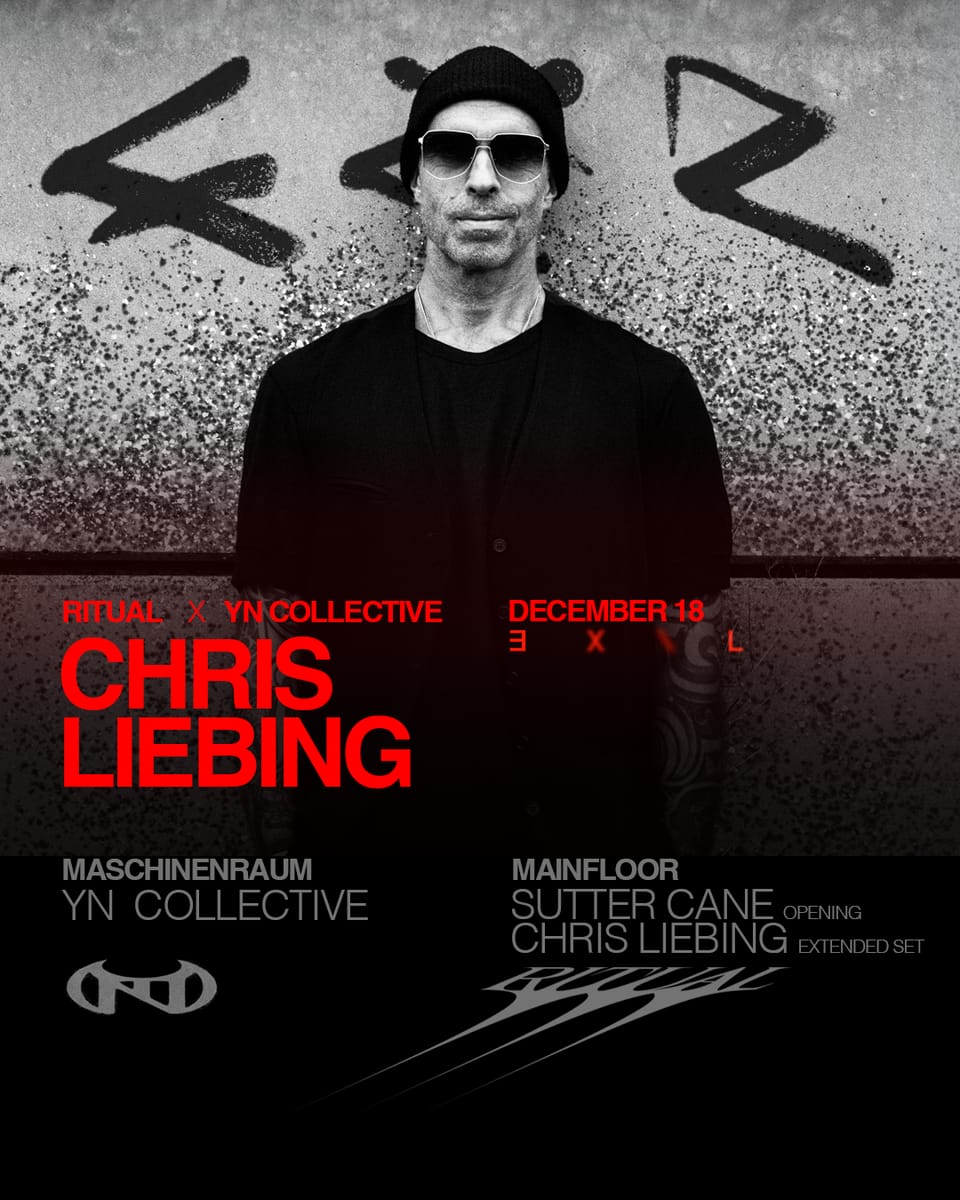 RITUAL X YN COLLECTIVE
DECEMBER 18
CHRIS
LIEBING
MASCHINENRAUM
YN COLLECTIVE
MAINFLOOR
SUTTER CANE OPENING
CHRIS LIEBING EXTENDED SET
RITUAL